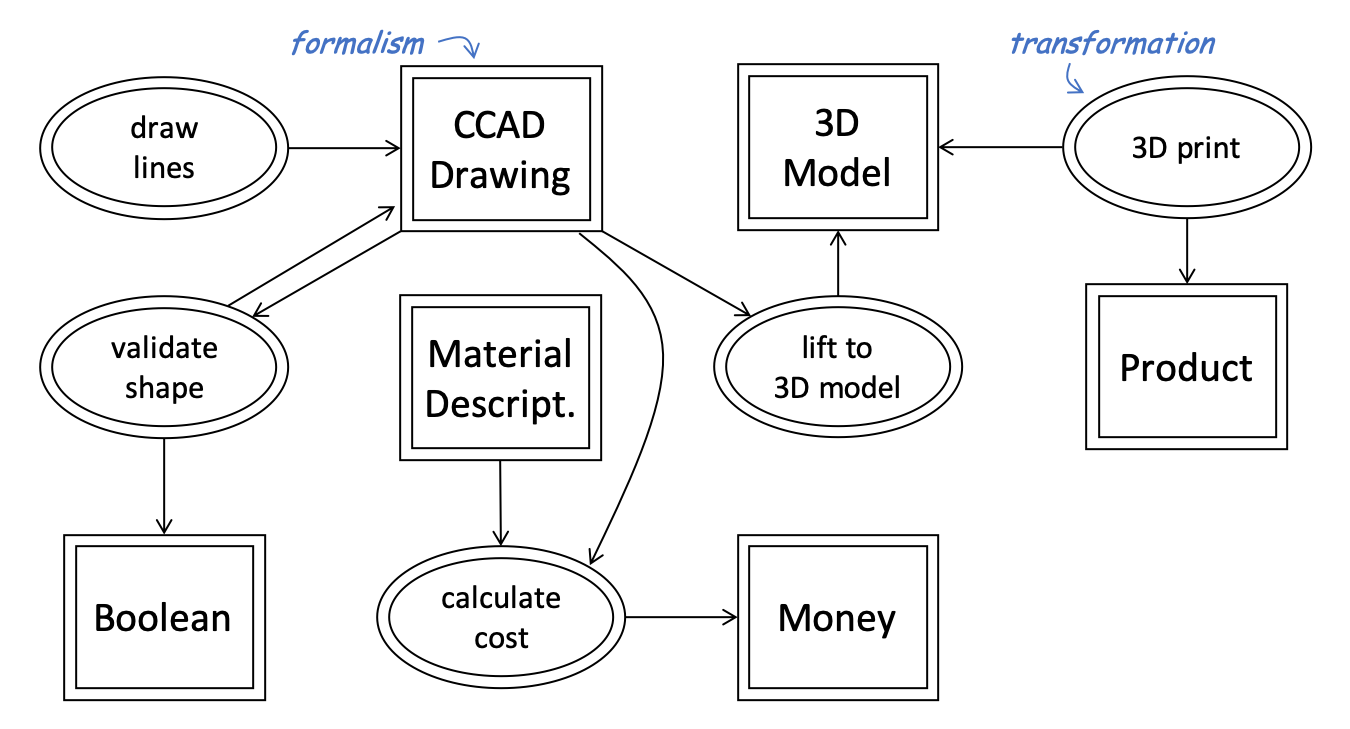 formalism
transformation
draw
lines
CCAD
Drawing
3D
Model
3D print
validate
shape
Material
Descript.
lift to
3D model
Product
Boolean
calculate
cost
Money